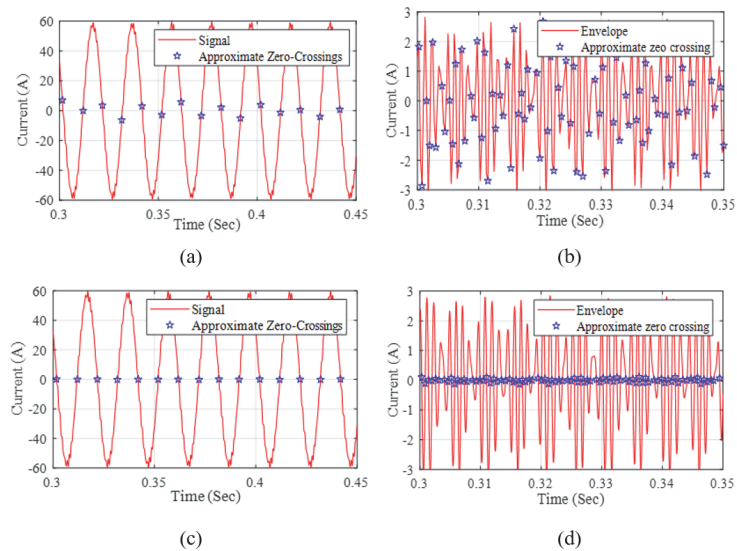 60
40
20
0
-20
-40
-60
Current (A)
Signal
Approximate Zero-Crossings
0.3
0.35
0.4
0.45
Time (Sec)
(a)
3
2
1
0
-1
-2
-3
Current (A)
Envelope
Approximate zeo crossing
0.3
0.31
0.32
0.33
0.34
0.35
Time (Sec)
(b)
60
40
20
0
-20
-40
-60
Current (A)
Signal
Approximate Zero-Crossings
0.3
0.35
0.4
0.45
Time (Sec)
(c)
3
2
1
0
-1
-2
-3
Current (A)
Envelope
Approximate zero crossing
0.3
0.31
0.32
0.33
0.34
0.35
Time (Sec)
(d)